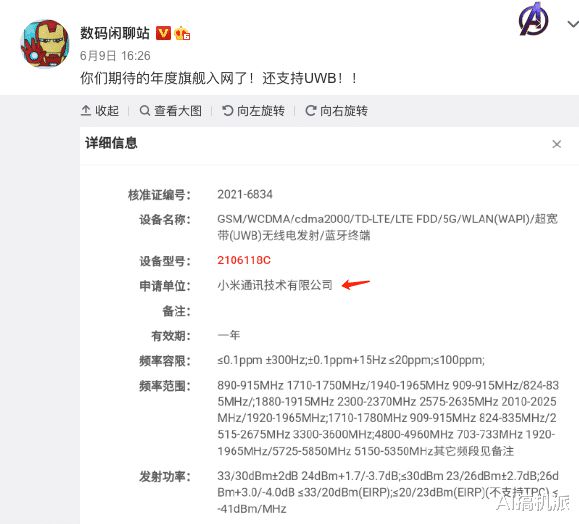 数码闲聊站
6月9日 16:26
你们期待的年度旗舰入网了！还支持UWB！！
收起 查看大图 向左旋转 向右旋转
详细信息
核准证编号： 2021-6834
设备名称： GSM/WCDMA/cdma2000/TD-LTE/LTE FDD/5G/WLAN(WAPI)/超宽
带(UWB)无线电发射/蓝牙终端
设备型号： 2106118C
申请单位： 小米通讯技术有限公司
备注：
有效期： 一年
频率容限： ≤0.1ppm ±300Hz;±0.1ppm+15Hz ≤20ppm;≤100ppm;
频率范围： 890-915MHz 1710-1750MHz/1940-1965MHz 909-915MHz/824-83
5MHz/;1880-1915MHz 2300-2370MHz 2575-2635MHz 2010-2025
MHz/1920-1965MHz;1710-1780MHz 909-915MHz 824-835MHz/2
515-2675MHz 3300-3600MHz;4800-4960MHz 703-733MHz 1920-
1965MHz/5725-5850MHz 5150-5350MHz其它频段见备注
发射功率： 33/30dBm±2dB 24dBm+1.7/-3.7dB;≤30dBm 23/26dBm±2.7dB;26d
Bm+3.0/-4.0dB ≤33/20dBm(EIRP);≤20/23dBm(EIRP)(不支持TPC) ≤
-41dBm/MHz
AI搞机派